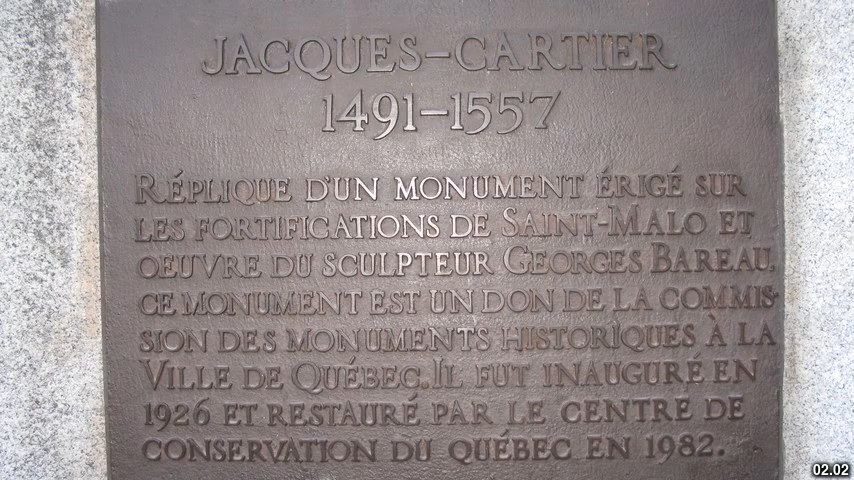 JACQUES-CARTIER
1491-1557
RÉPLIQUE D'UN MONUMENT ÉRIGÉ SUR
LES FORTIFICATIONS DE SAINT-MALO ET
OEUVRE DU SCULPTEUR GEORGES BAREAU,
CE MONUMENT EST UN DON DE LA COMMIS-
SION DES MONUMENTS HISTORIQUES À LA
VILLE DE QUÉBEC. IL FUT INAUGURÉ EN
1926 ET RESTAURÉ PAR LE CENTRE DE
CONSERVATION DU QUÉBEC EN 1982.
02.02